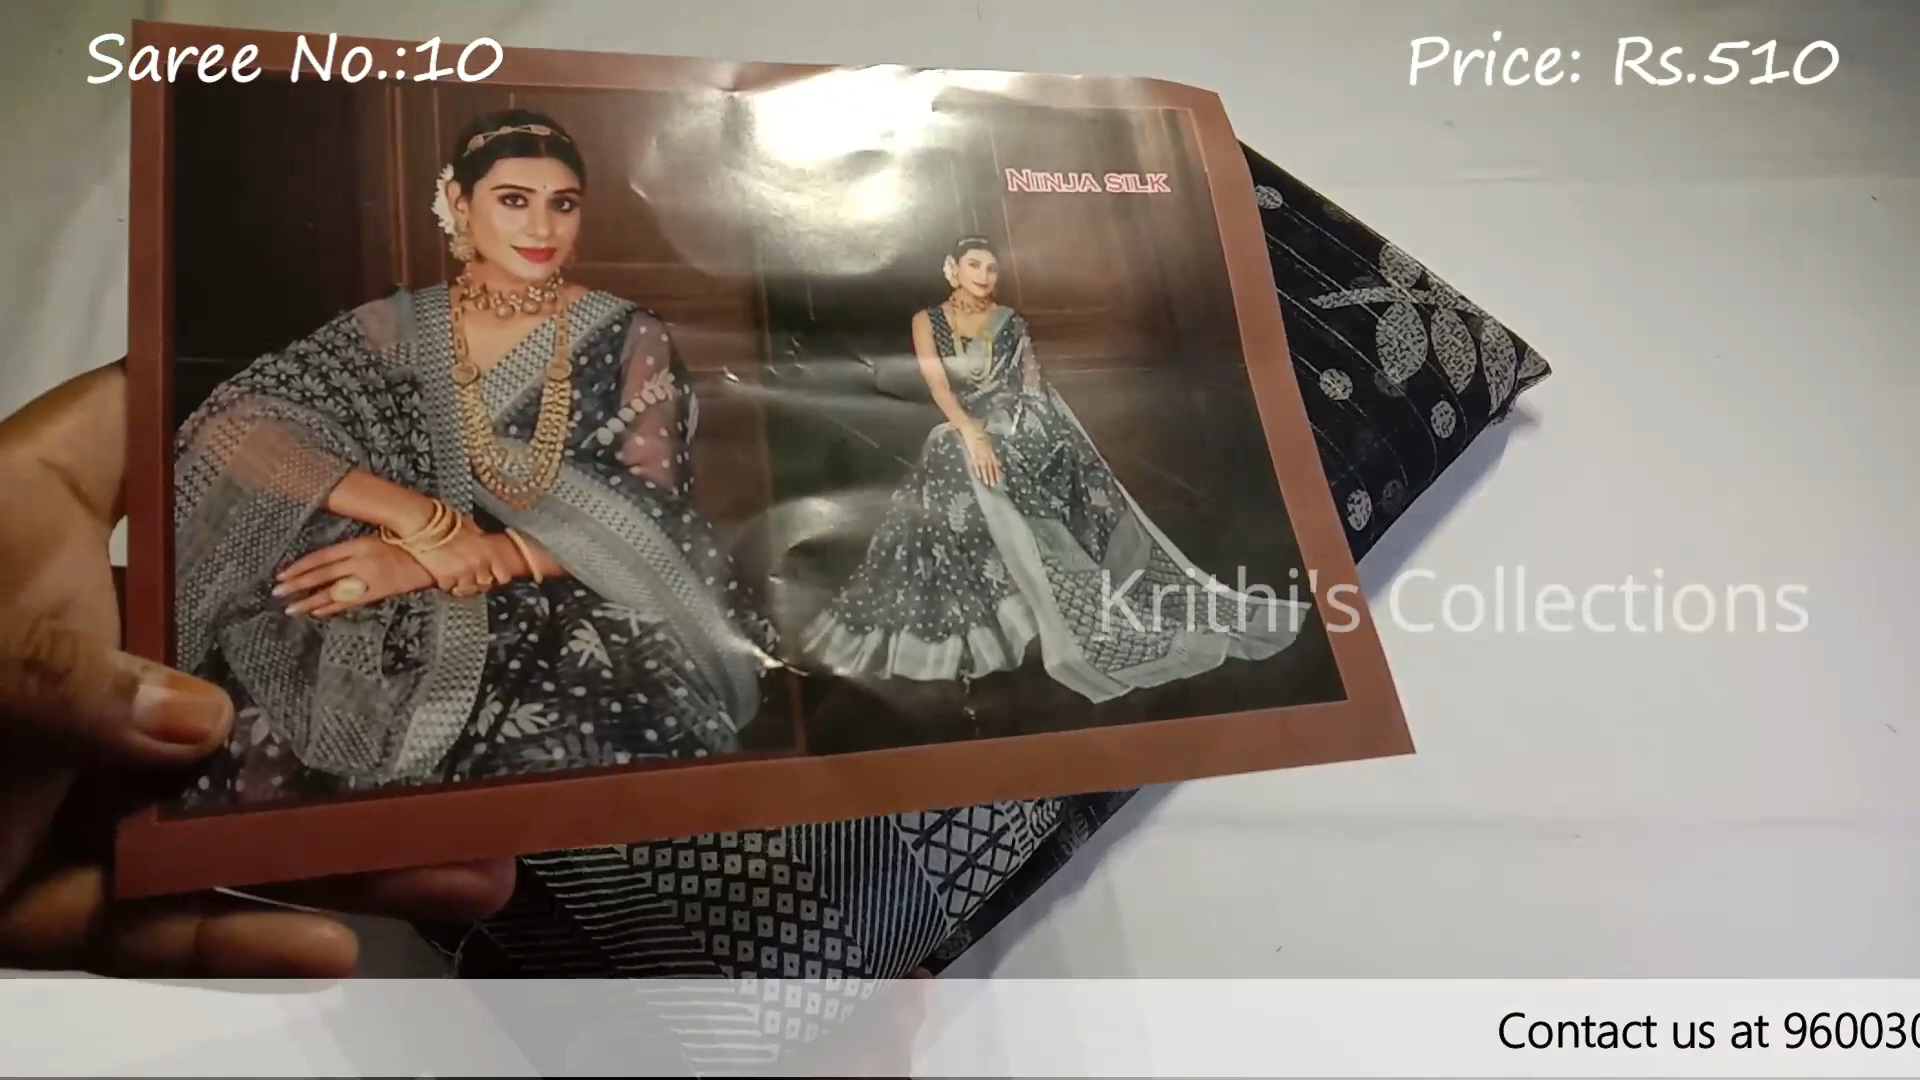 Saree No.:10
Price: Rs.510
NINJA SILK
Krithi's Collections
Contact us at 960030